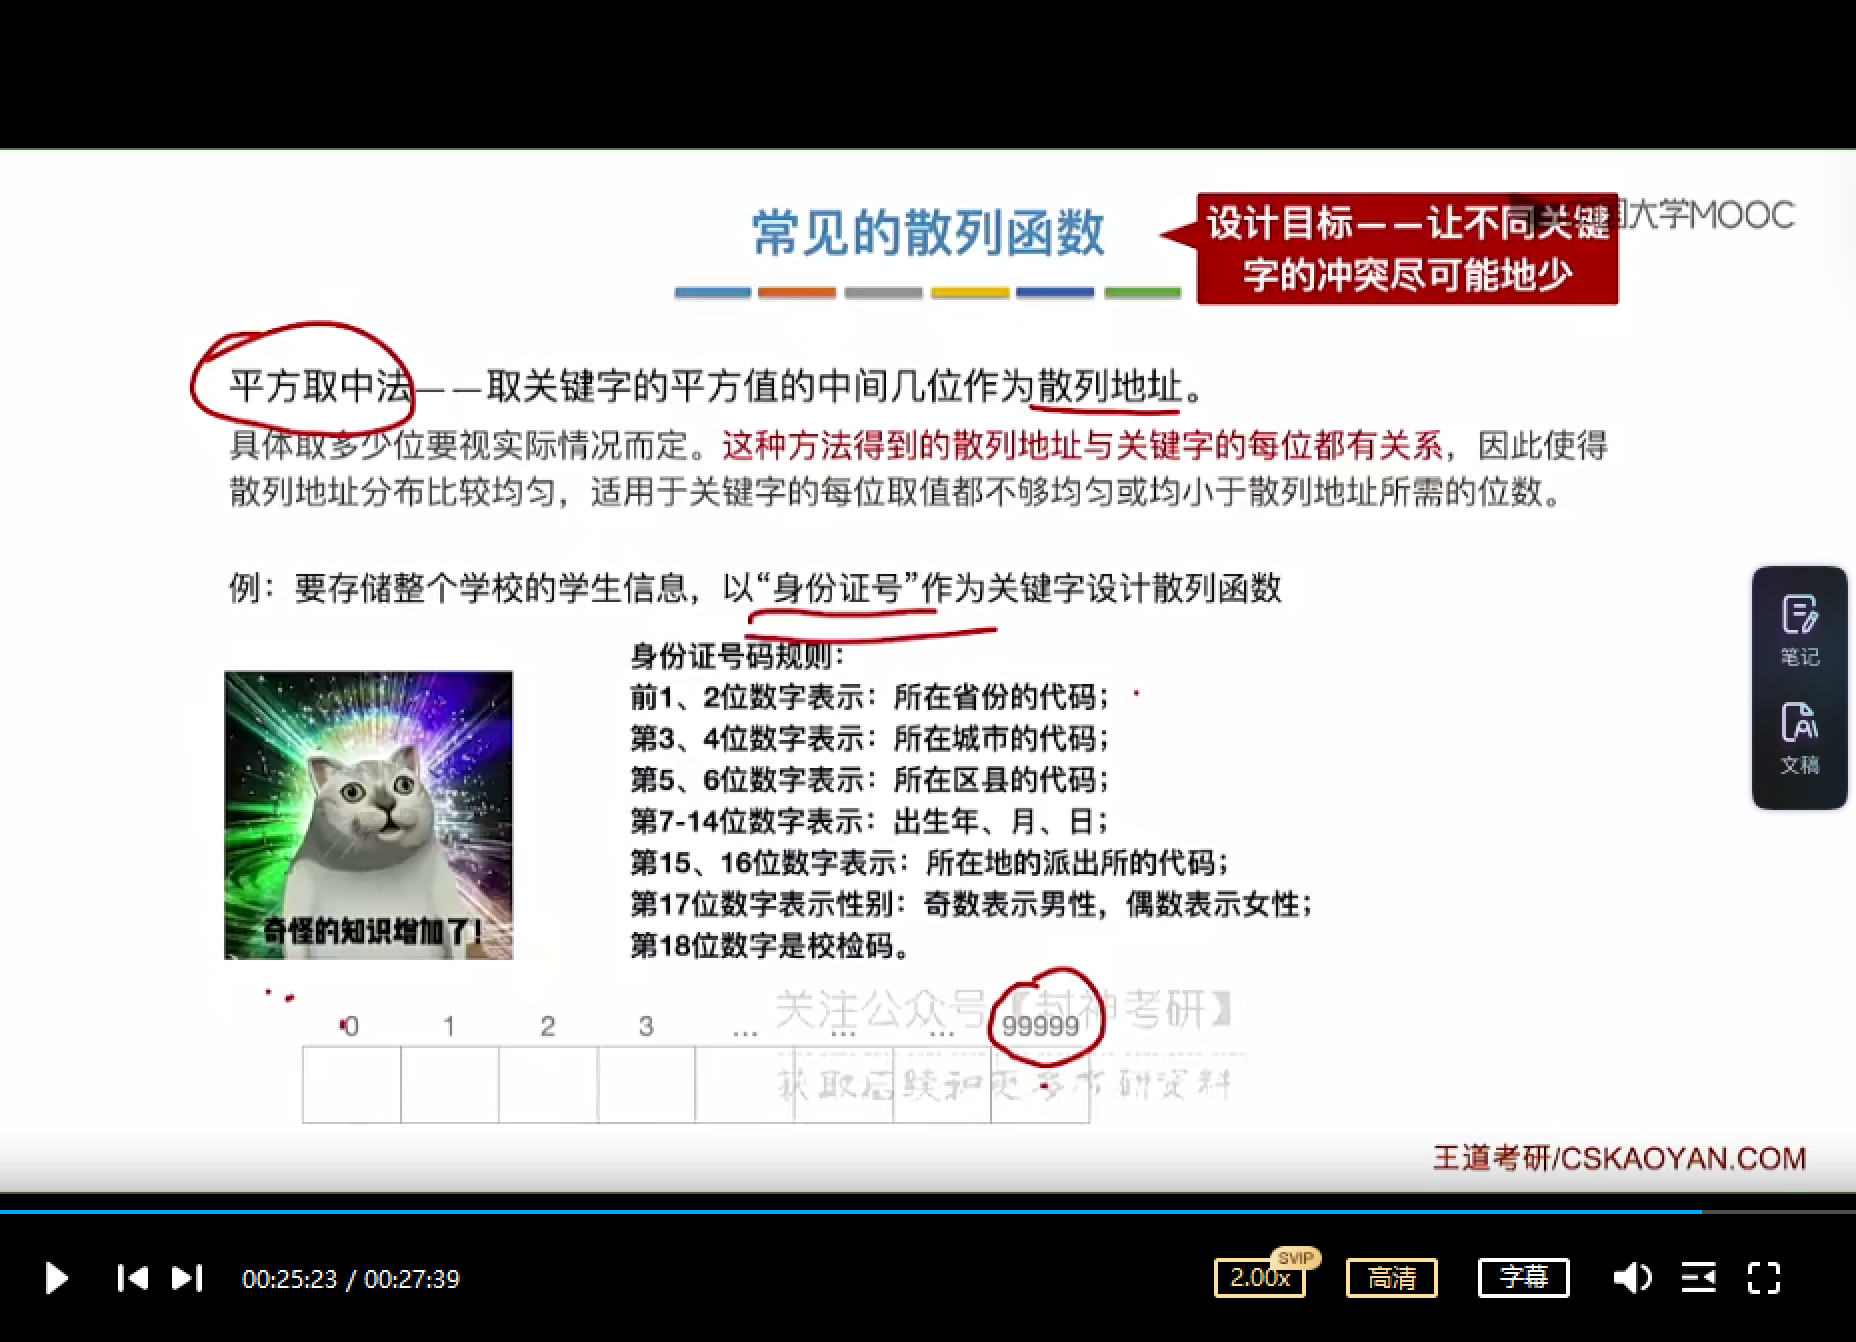 常见的散列函数
设计目标——让不同关键
字的冲突尽可能地少
国大学MOOC
平方取中法——取关键字的平方值的中间几位作为散列地址。
具体取多少位要视实际情况而定。这种方法得到的散列地址与关键字的每位都有关系，因此使得
散列地址分布比较均匀，适用于关键字的每位取值都不够均匀或均小于散列地址所需的位数。
例：要存储整个学校的学生信息，以“身份证号”作为关键字设计散列函数
身份证号码规则：
前1、2位数字表示：所在省份的代码；
第3、4位数字表示：所在城市的代码；
第5、6位数字表示：所在区县的代码；
第7-14位数字表示：出生年、月、日；
第15、16位数字表示：所在地的派出所的代码；
第17位数字表示性别：奇数表示男性，偶数表示女性；
第18位数字是校检码。
奇怪的知识增加了!
笔记
文稿
关注公众号【封神考研】
0 1 2 3 ... ... ... 99999
获取后续和更多考研资料
王道考研/CSKAOYAN.COM
00:25:23 / 00:27:39
2.00x
SVIP
高清
字幕